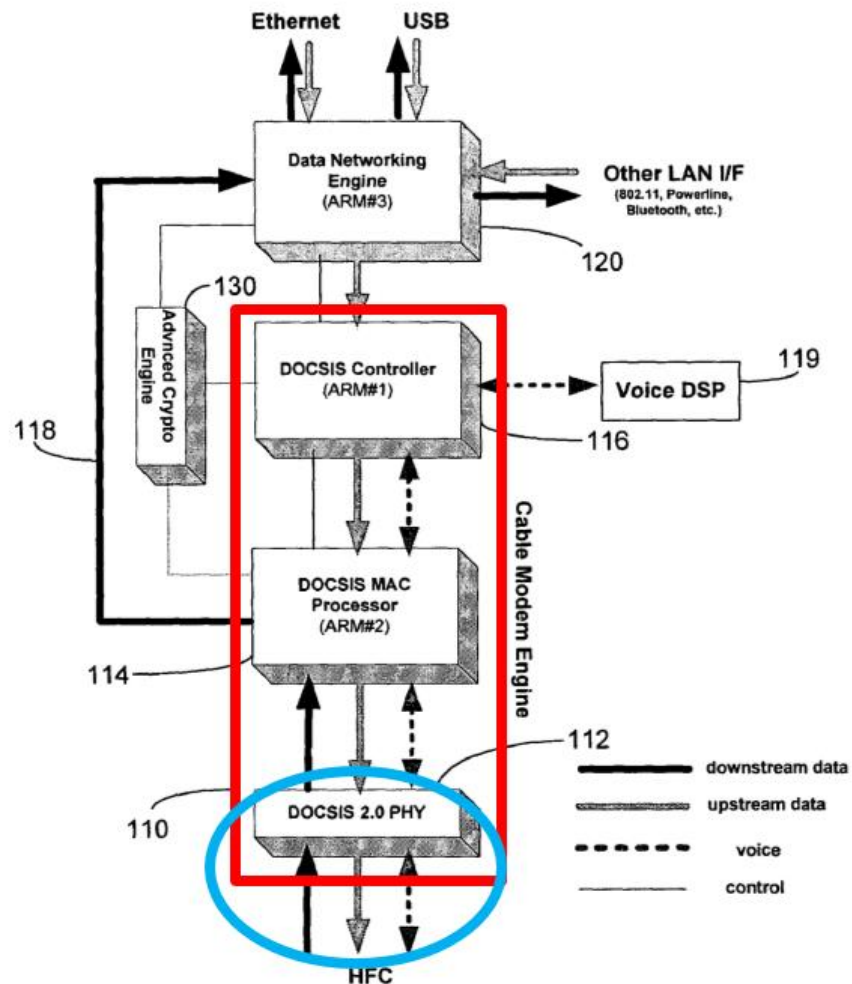 Ethernet
USB
Data Networking
Engine
(ARM#3)
Other LAN I/F
(802.11, Powerline,
Bluetooth, etc.)
120
130
Advnced Crypto
Engine
DOCSIS Controller
(ARM#1)
Voice DSP
119
118
116
Cable Modem Engine
DOCSIS MAC
Processor
(ARM#2)
114
112
110
DOCSIS 2.0 PHY
downstream data
upstream data
voice
control
HFC